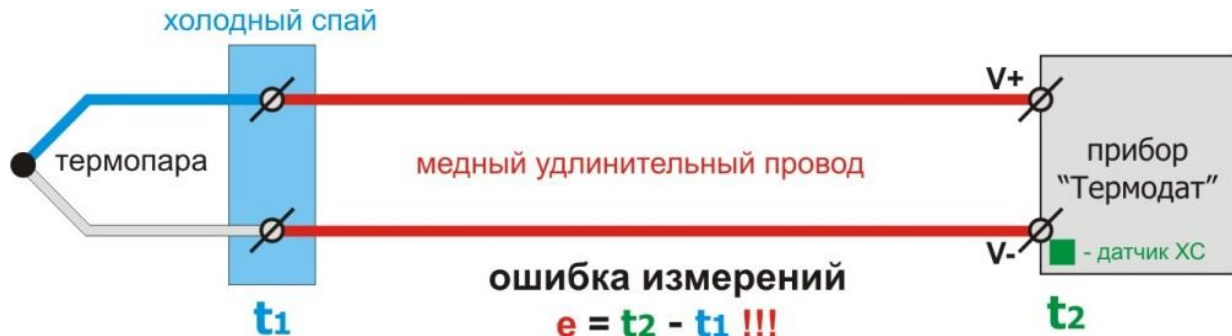 холодный спай
V+
термопара
медный удлинительный провод
прибор
"Термодат"
V-
- датчик ХС
ошибка измерений
t1
e = t2 - t1 !!!
t2